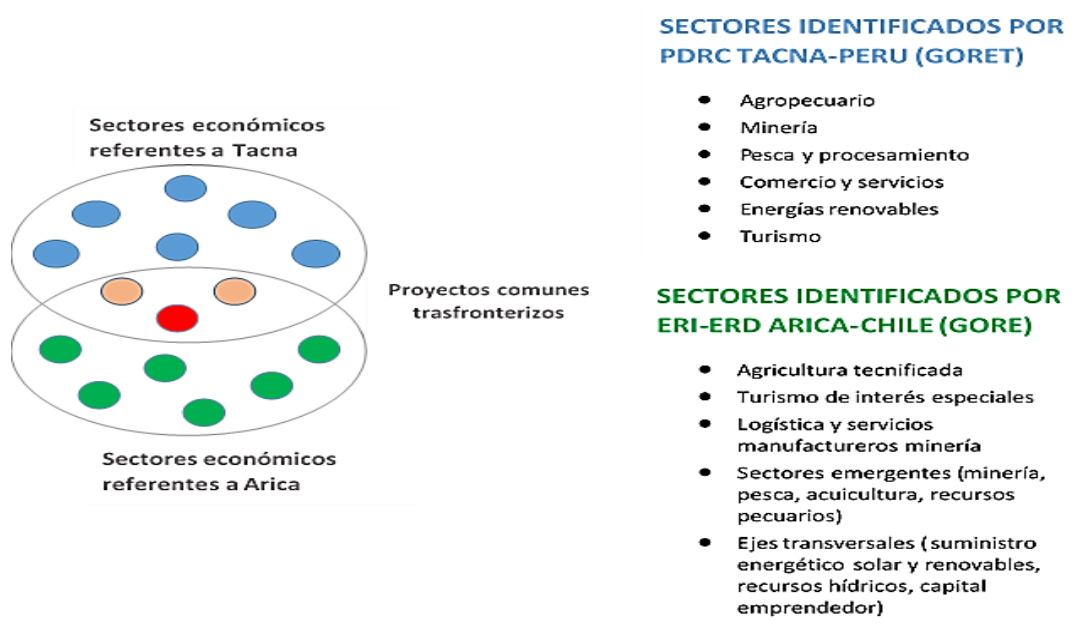 Sectores económicos
referentes a Tacna
Proyectos comunes
trasfronterizos
Sectores económicos
referentes a Arica
SECTORES IDENTIFICADOS POR
PDRC TACNA-PERU (GORET)
• Agropecuario
• Minería
• Pesca y procesamiento
• Comercio y servicios
• Energías renovables
• Turismo
SECTORES IDENTIFICADOS POR
ERI-ERD ARICA-CHILE (GORE)
• Agricultura tecnificada
• Turismo de interés especiales
• Logística y servicios
manufactureros minería
• Sectores emergentes (minería,
pesca, acuicultura, recursos
pecuarios)
• Ejes transversales ( suministro
energético solar y renovables,
recursos hídricos, capital
emprendedor)